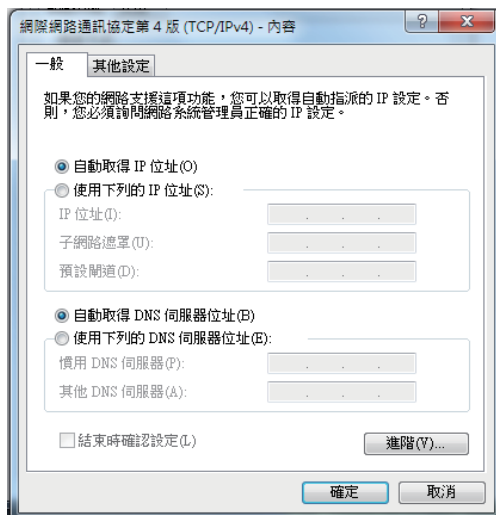 網際網路通訊協定第 4 版 (TCP/IPv4) - 內容
一般
其他設定
如果您的網路支援這項功能，您可以取得自動指派的 IP 設定。否
則，您必須詢問網路系統管理員正確的 IP 設定。
自動取得 IP 位址(O)
使用下列的 IP 位址(S):
IP 位址(I):
子網路遮罩(U):
預設閘道(D):
自動取得 DNS 伺服器位址(B)
使用下列的 DNS 伺服器位址(E):
慣用 DNS 伺服器(P):
其他 DNS 伺服器(A):
結束時確認設定(L)
進階(V)...
確定
取消